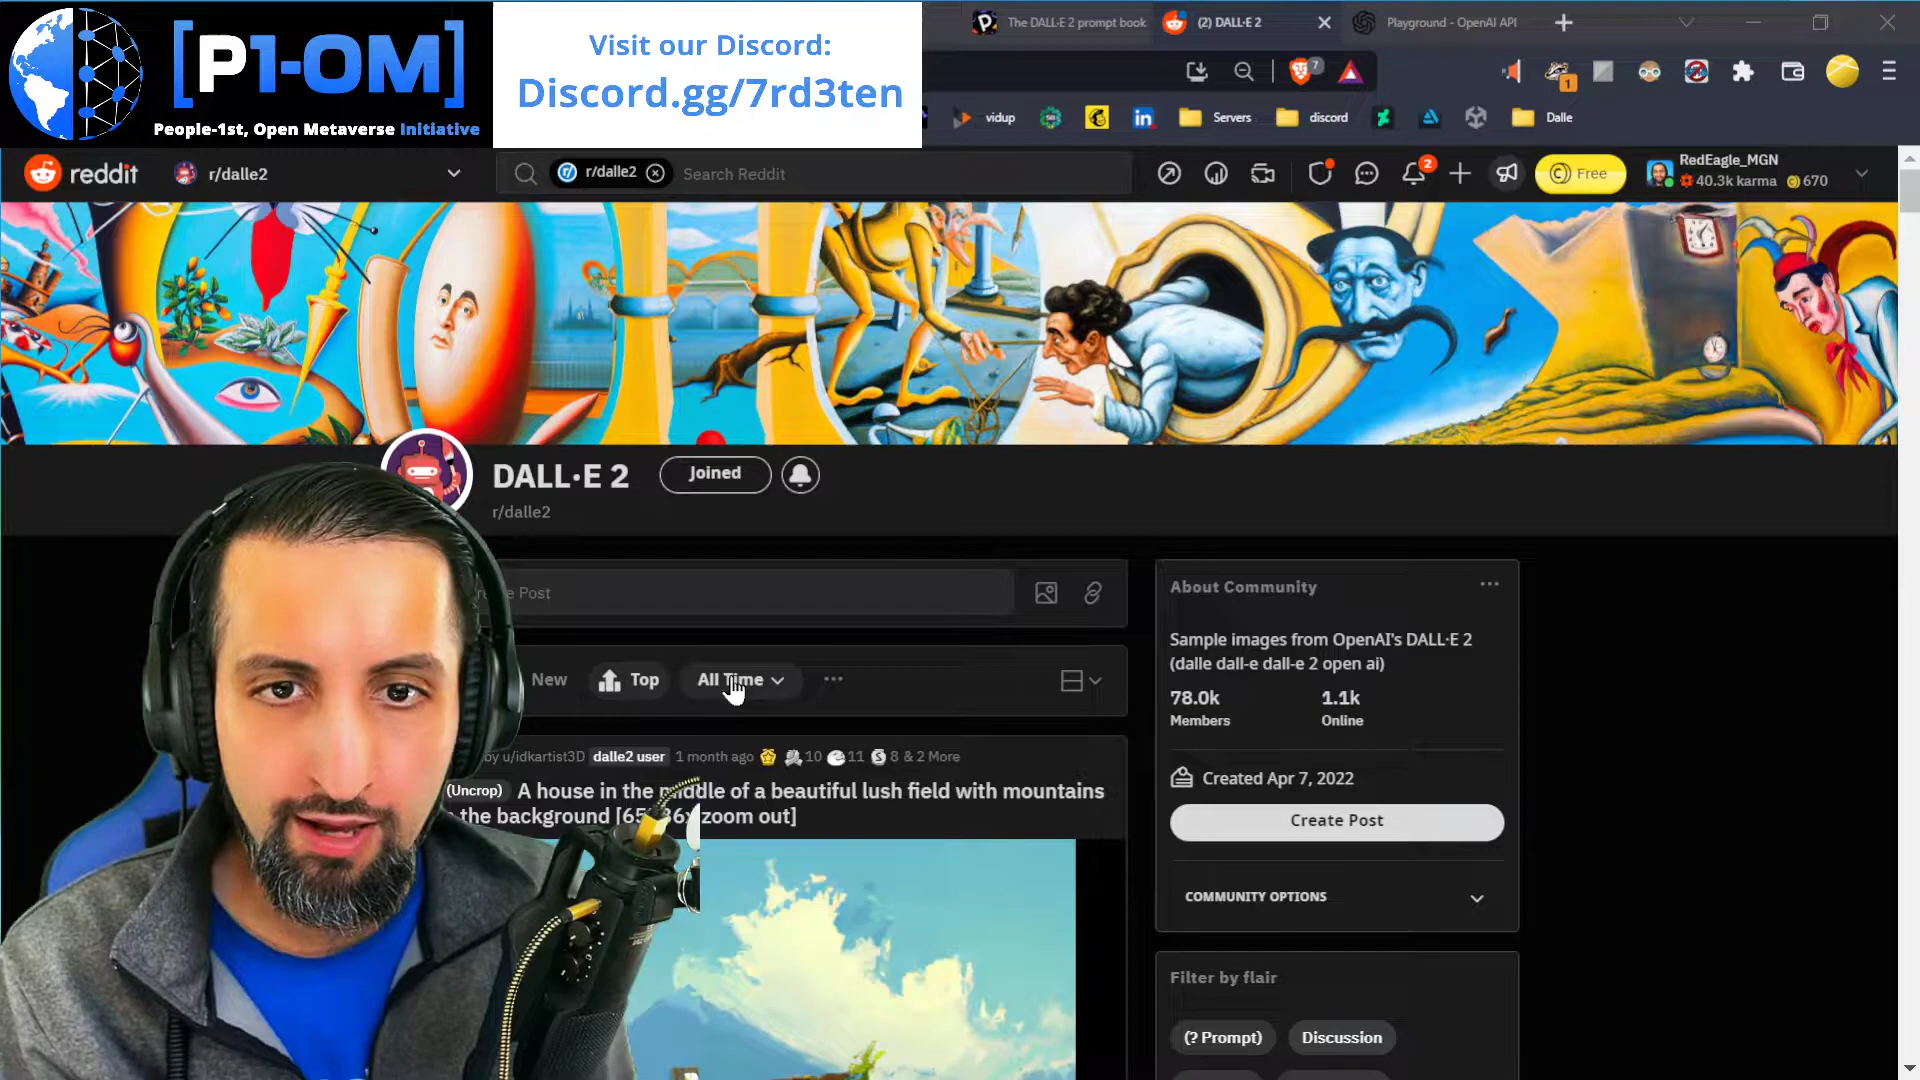 [P1-OM]
People-1st, Open Metaverse Initiative
Visit our Discord:
Discord.gg/7rd3ten
The DALL·E 2 prompt book
(2) DALL·E 2
Playground - OpenAI API
7
1
vidup
Servers
discord
Dalle
reddit
r/dalle2
r/dalle2
Search Reddit
2
Free
RedEagle_MGN
40.3k karma
670
DALL·E 2
Joined
r/dalle2
Post
New
Top
All Time
by u/idkartist3D dalle2 user 1 month ago 10 11 8 & 2 More
(Uncrop) A house in the middle of a beautiful lush field with mountains
the background zoom out]
About Community
Sample images from OpenAI's DALL·E 2
(dalle dall-e dall-e 2 open ai)
78.0k
Members
1.1k
Online
Created Apr 7, 2022
Create Post
COMMUNITY OPTIONS
Filter by flair
(? Prompt)
Discussion